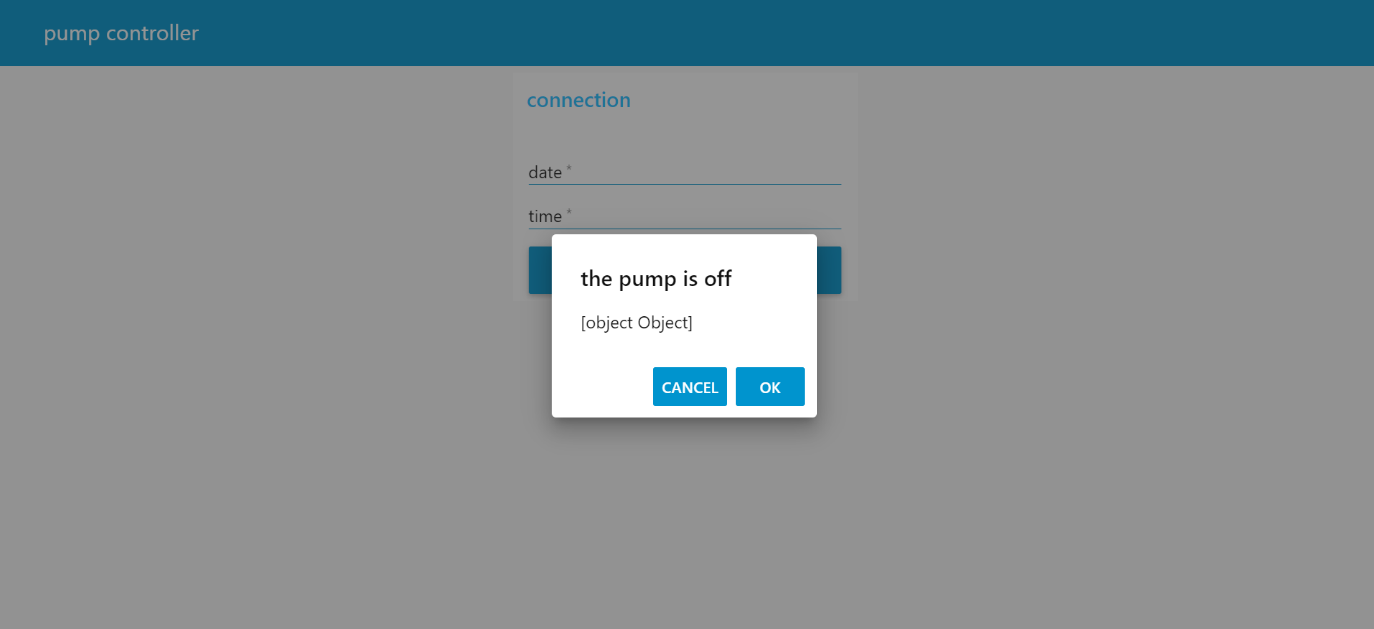 pump controller
connection
date *
time *
the pump is off
[object Object]
CANCEL OK